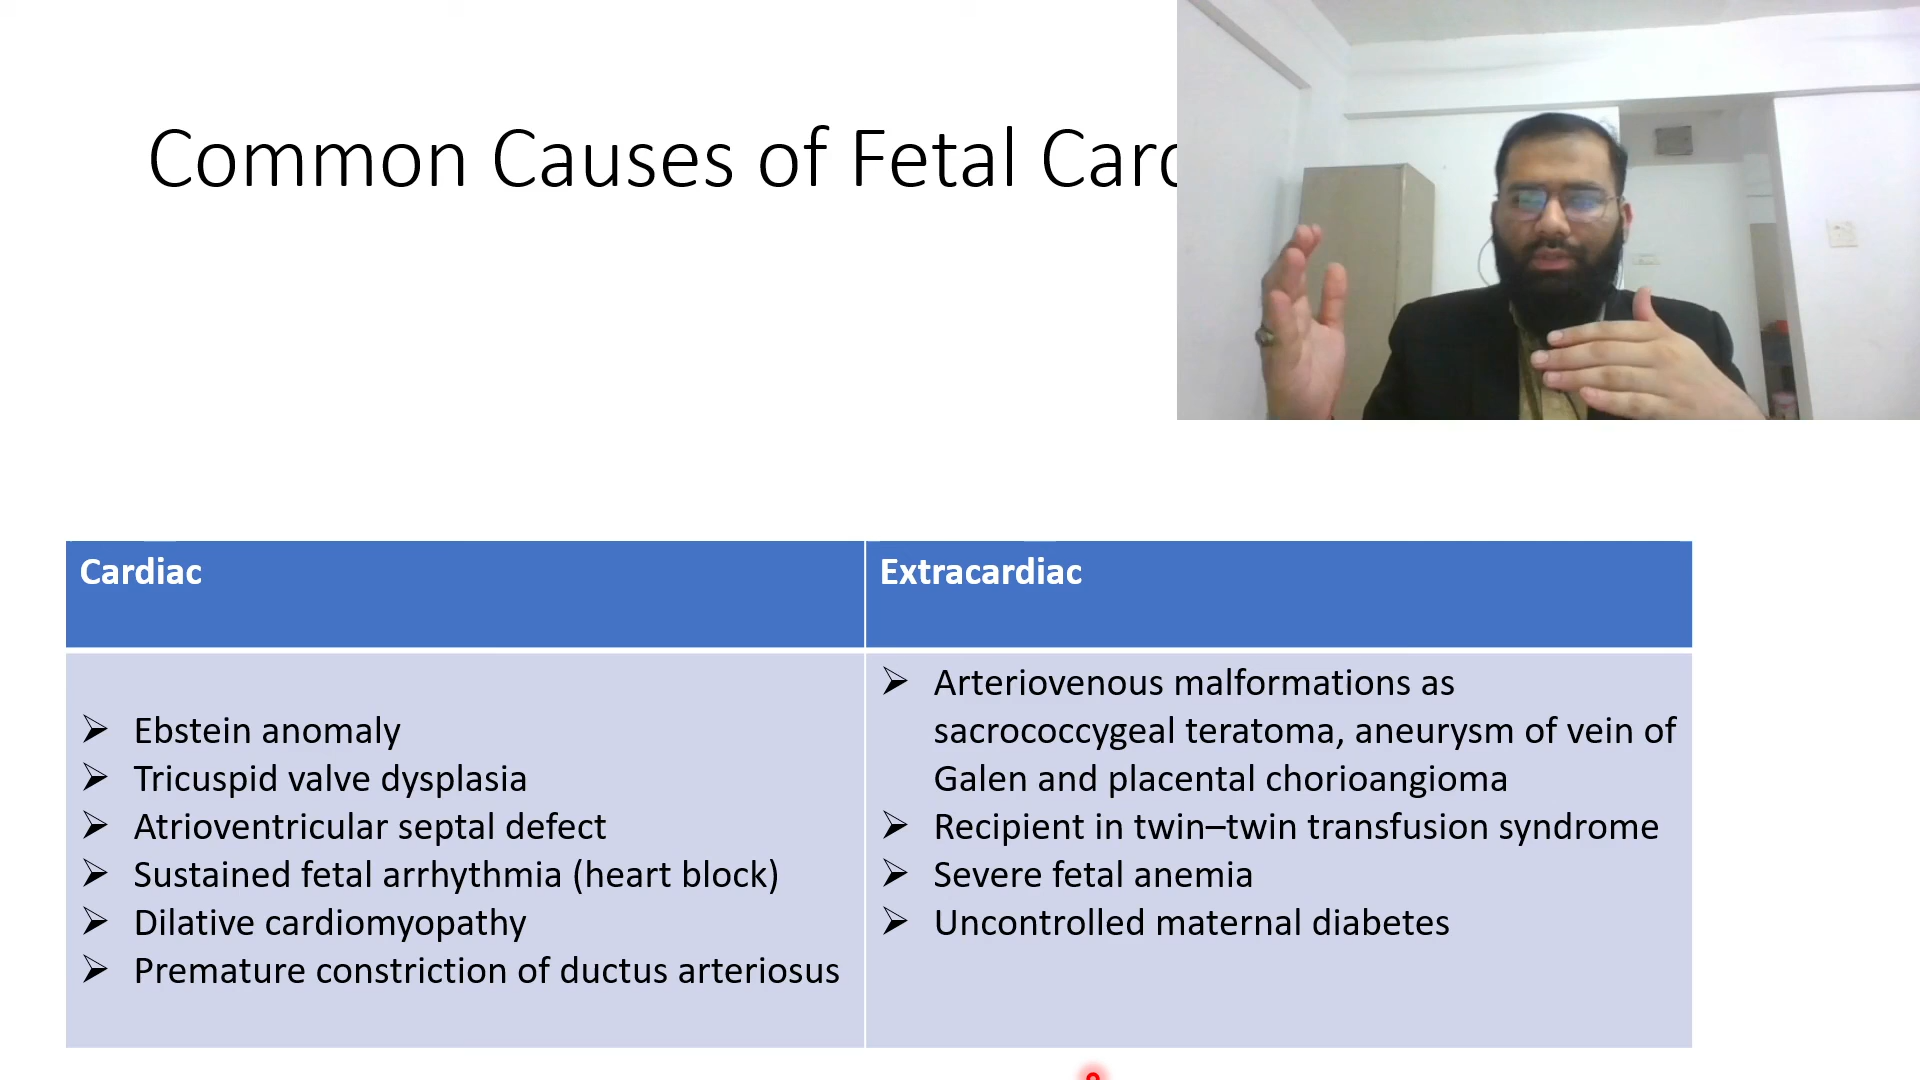 Common Causes of Fetal
Cardiac
Ebstein anomaly
Tricuspid valve dysplasia
Atrioventricular septal defect
Sustained fetal arrhythmia (heart block)
Dilative cardiomyopathy
Premature constriction of ductus arteriosus
Extracardiac
Arteriovenous malformations as
sacrococcygeal teratoma, aneurysm of vein of
Galen and placental chorioangioma
Recipient in twin–twin transfusion syndrome
Severe fetal anemia
Uncontrolled maternal diabetes